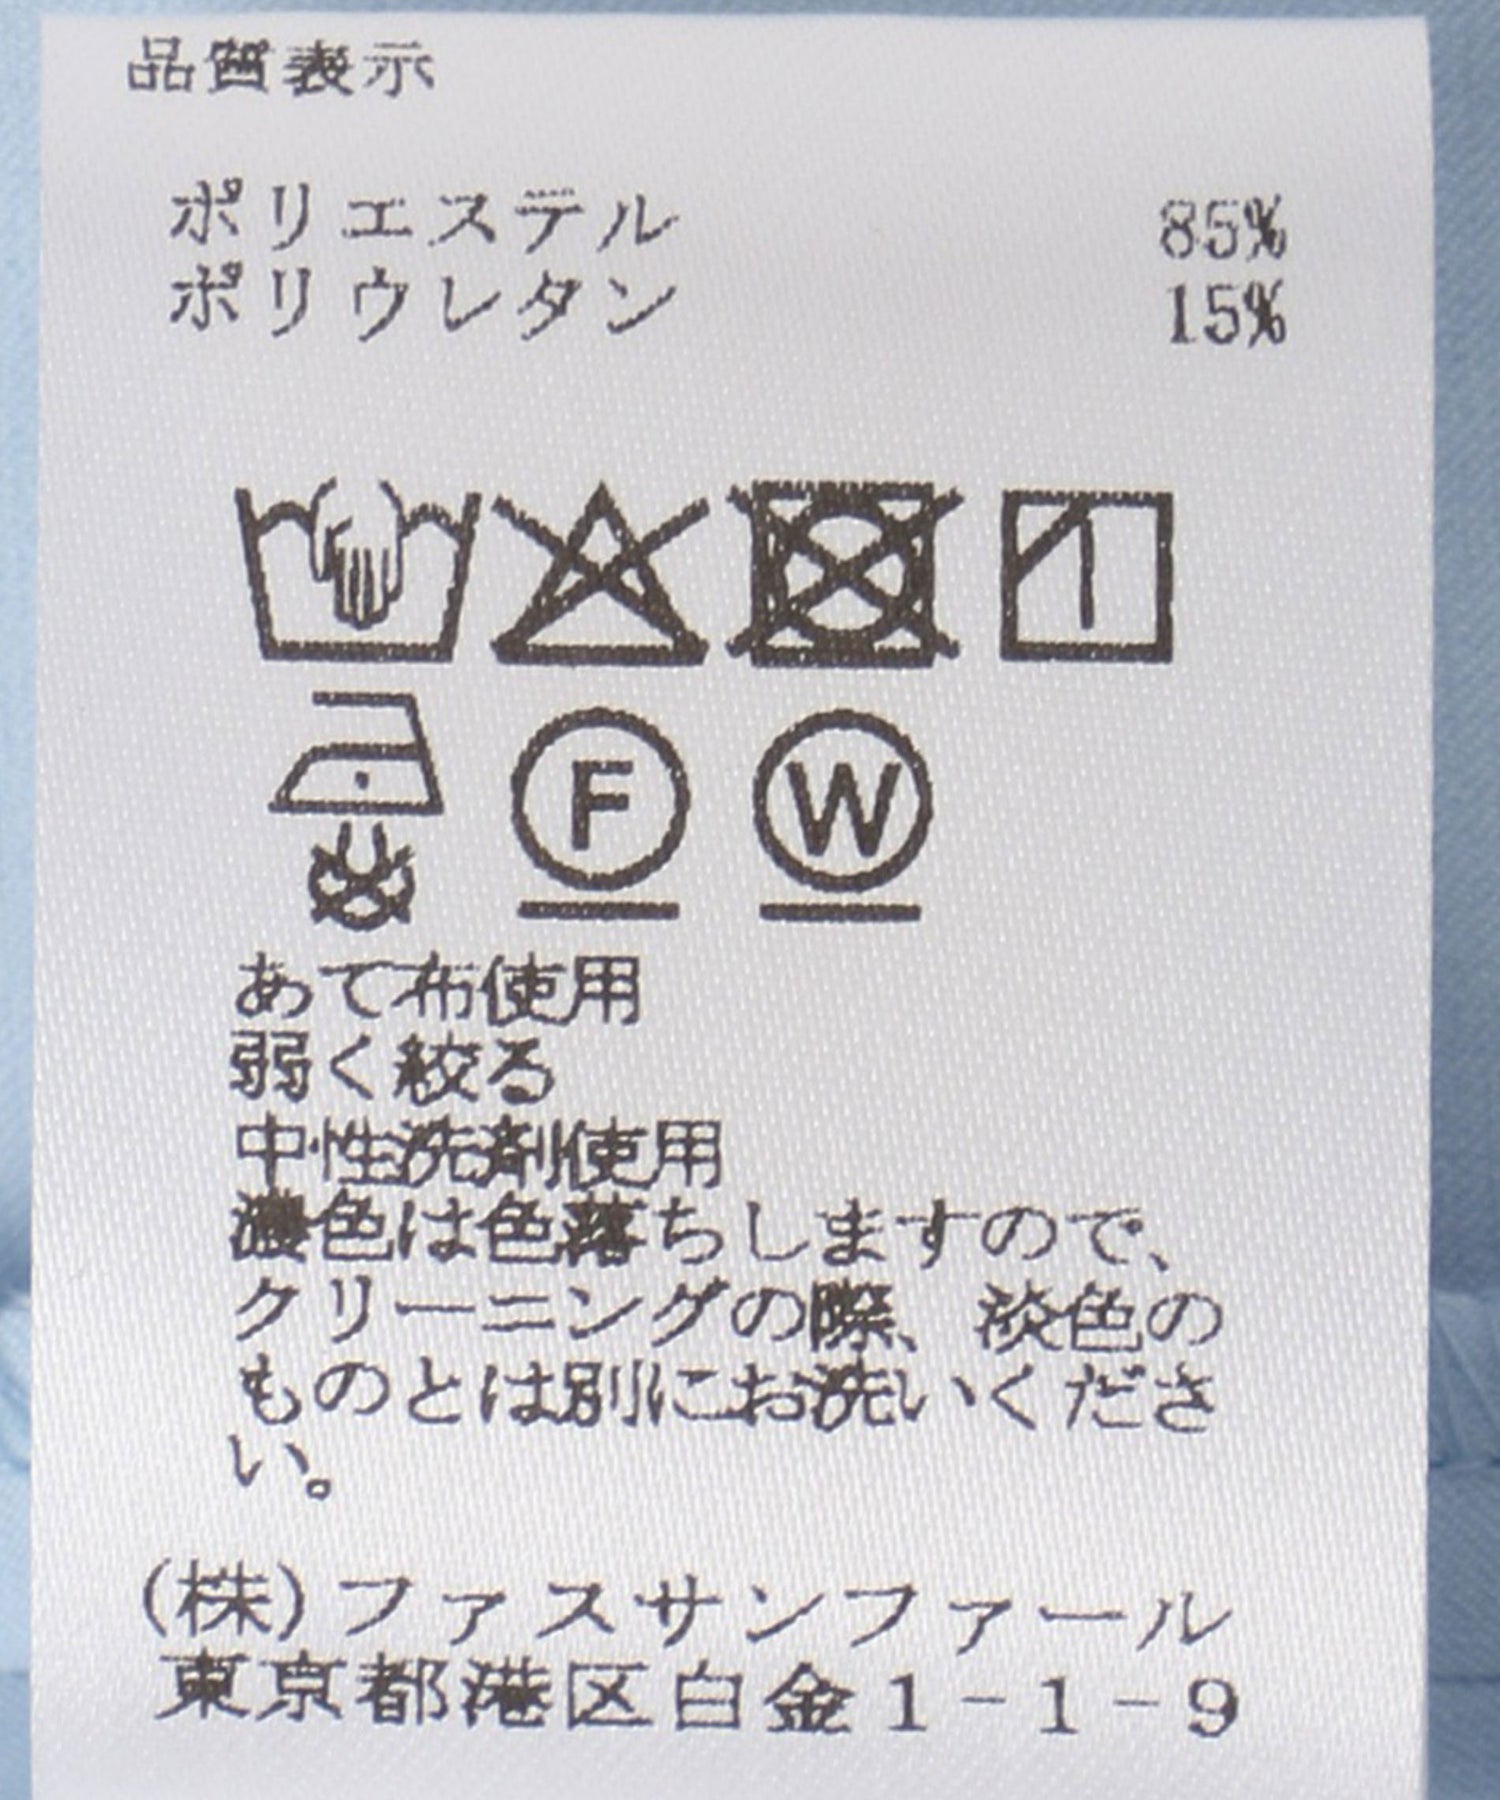 品質表示
ポリエステル 85%
ポリウレタン 15%
F W
あて布使用
弱く絞る
中性洗剤使用
濃色は色落ちしますので、
クリーニングの際、淡色の
ものとは別にお洗いくださ
い。
(株)ファスサンファール
東京都港区白金1-1-9